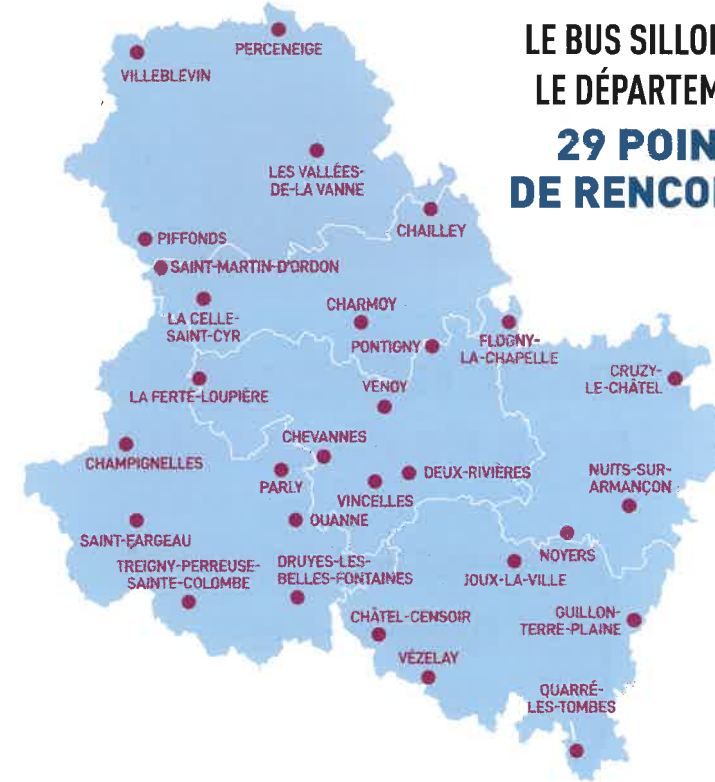 LE BUS SILLO
LE DÉPARTEM
29 POIN
DE RENCO
PERCENEIGE
VILLEBLEVIN
LES VALLÉES-
DE-LA VANNE
CHAILLEY
PIFFONDS
SAINT-MARTIN-D'ORDON
LA CELLE-
SAINT-CYR
CHARMOY
PONTIGNY
FLOGNY-
LA-CHAPELLE
CRUZY-
LE-CHÂTEL
LA FERTÉ-LOUPIÈRE
VENOY
CHEVANNES
CHAMPIGNELLES
PARLY
DEUX-RIVIÈRES
VINCELLES
NUITS-SUR-
ARMANÇON
OUANNE
SAINT-FARGEAU
NOYERS
TREIGNY-PERREUSE-
SAINTE-COLOMBE
DRUYES-LES-
BELLES-FONTAINES
JOUX-LA-VILLE
CHÂTEL-CENSOIR
GUILLON-
TERRE-PLAINE
VÉZELAY
QUARRÉ-
LES-TOMBES